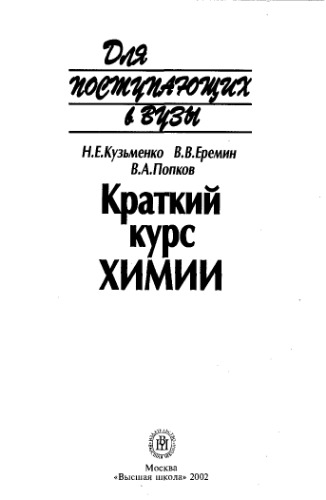 Для
поступающих
в вузы
Н.Е.Кузьменко В.В.Еремин
В.А.Попков
Краткий
курс
ХИМИИ
Москва
«Высшая школа» 2002